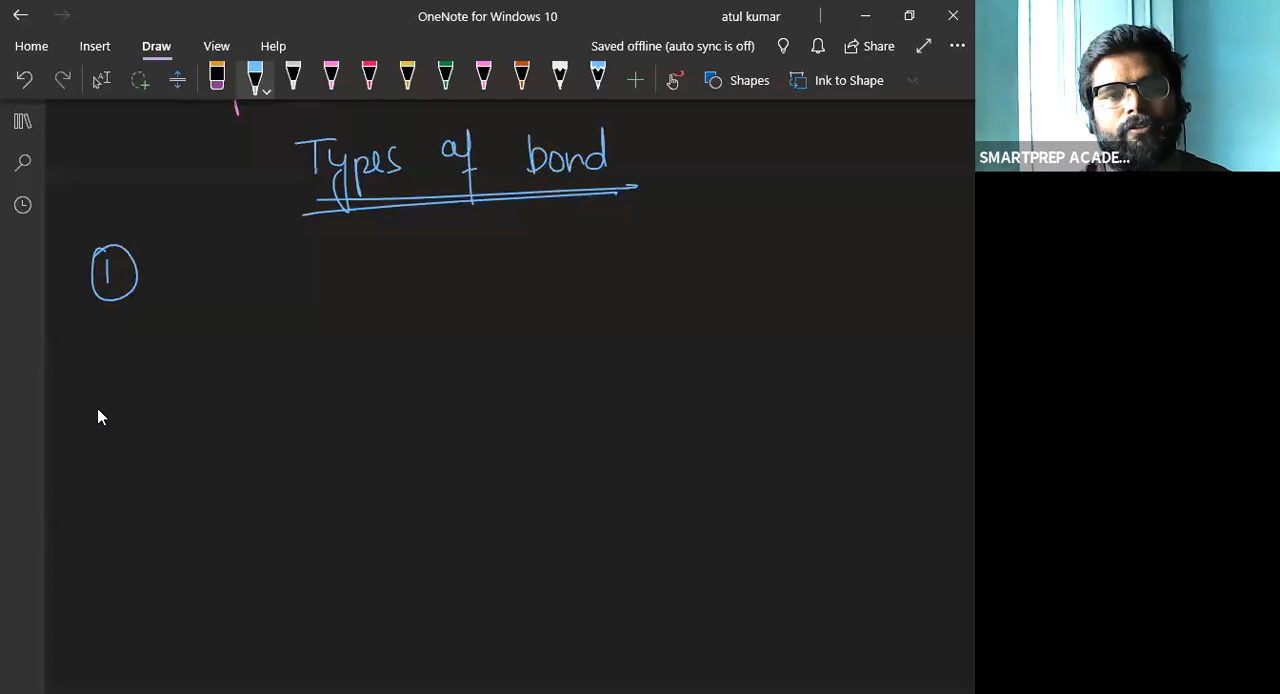 OneNote for Windows 10
atul kumar
Home Insert Draw View Help
Saved offline (auto sync is off)
Share
Shapes
Ink to Shape
SMARTPREP ACADE...
Types of bond
1